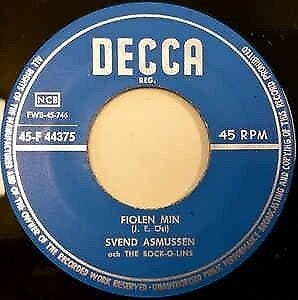 DECCA
REG.
NCB
FWB-45-746
45-F 44375
45 RPM
FIOLEN MIN
(J. E.
SVEND ASMUSSEN
och THE ROCK-O-LINS
ALL RIGHTS OF THE MANUFACTURER AND OF THE OWNER OF THE RECORDED WORK RESERVED - UNAUTHORISED PUBLIC PERFORMANCE BROADCASTING AND COPYING OF THIS RECORD PROHIBITED